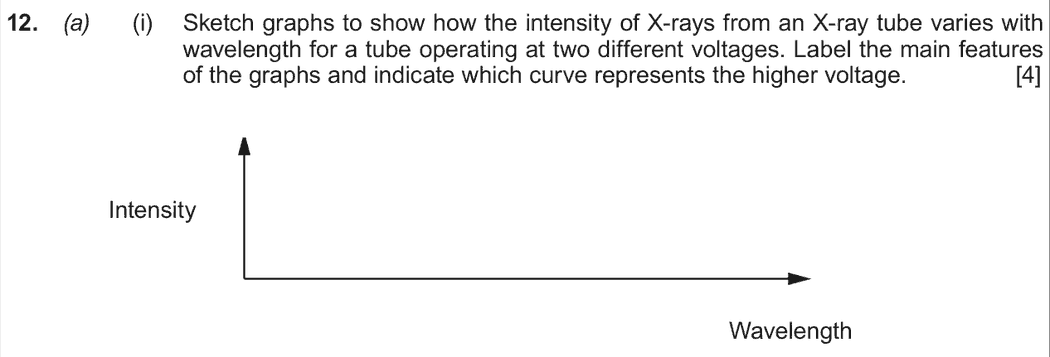 12. (a) (i) Sketch graphs to show how the intensity of X-rays from an X-ray tube varies with
wavelength for a tube operating at two different voltages. Label the main features
of the graphs and indicate which curve represents the higher voltage. [4]
Intensity
Wavelength